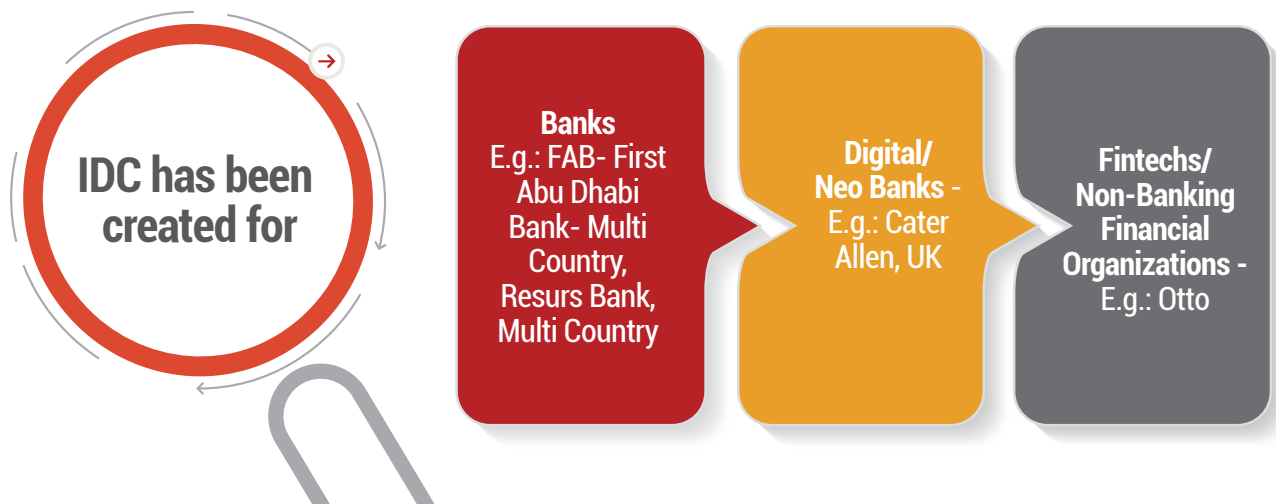 IDC has been
created for
Banks
E.g.: FAB- First
Abu Dhabi
Bank- Multi
Country,
Resurs Bank,
Multi Country
Digital/
Neo Banks -
E.g.: Cater
Allen, UK
Fintechs/
Non-Banking
Financial
Organizations -
E.g.: Otto